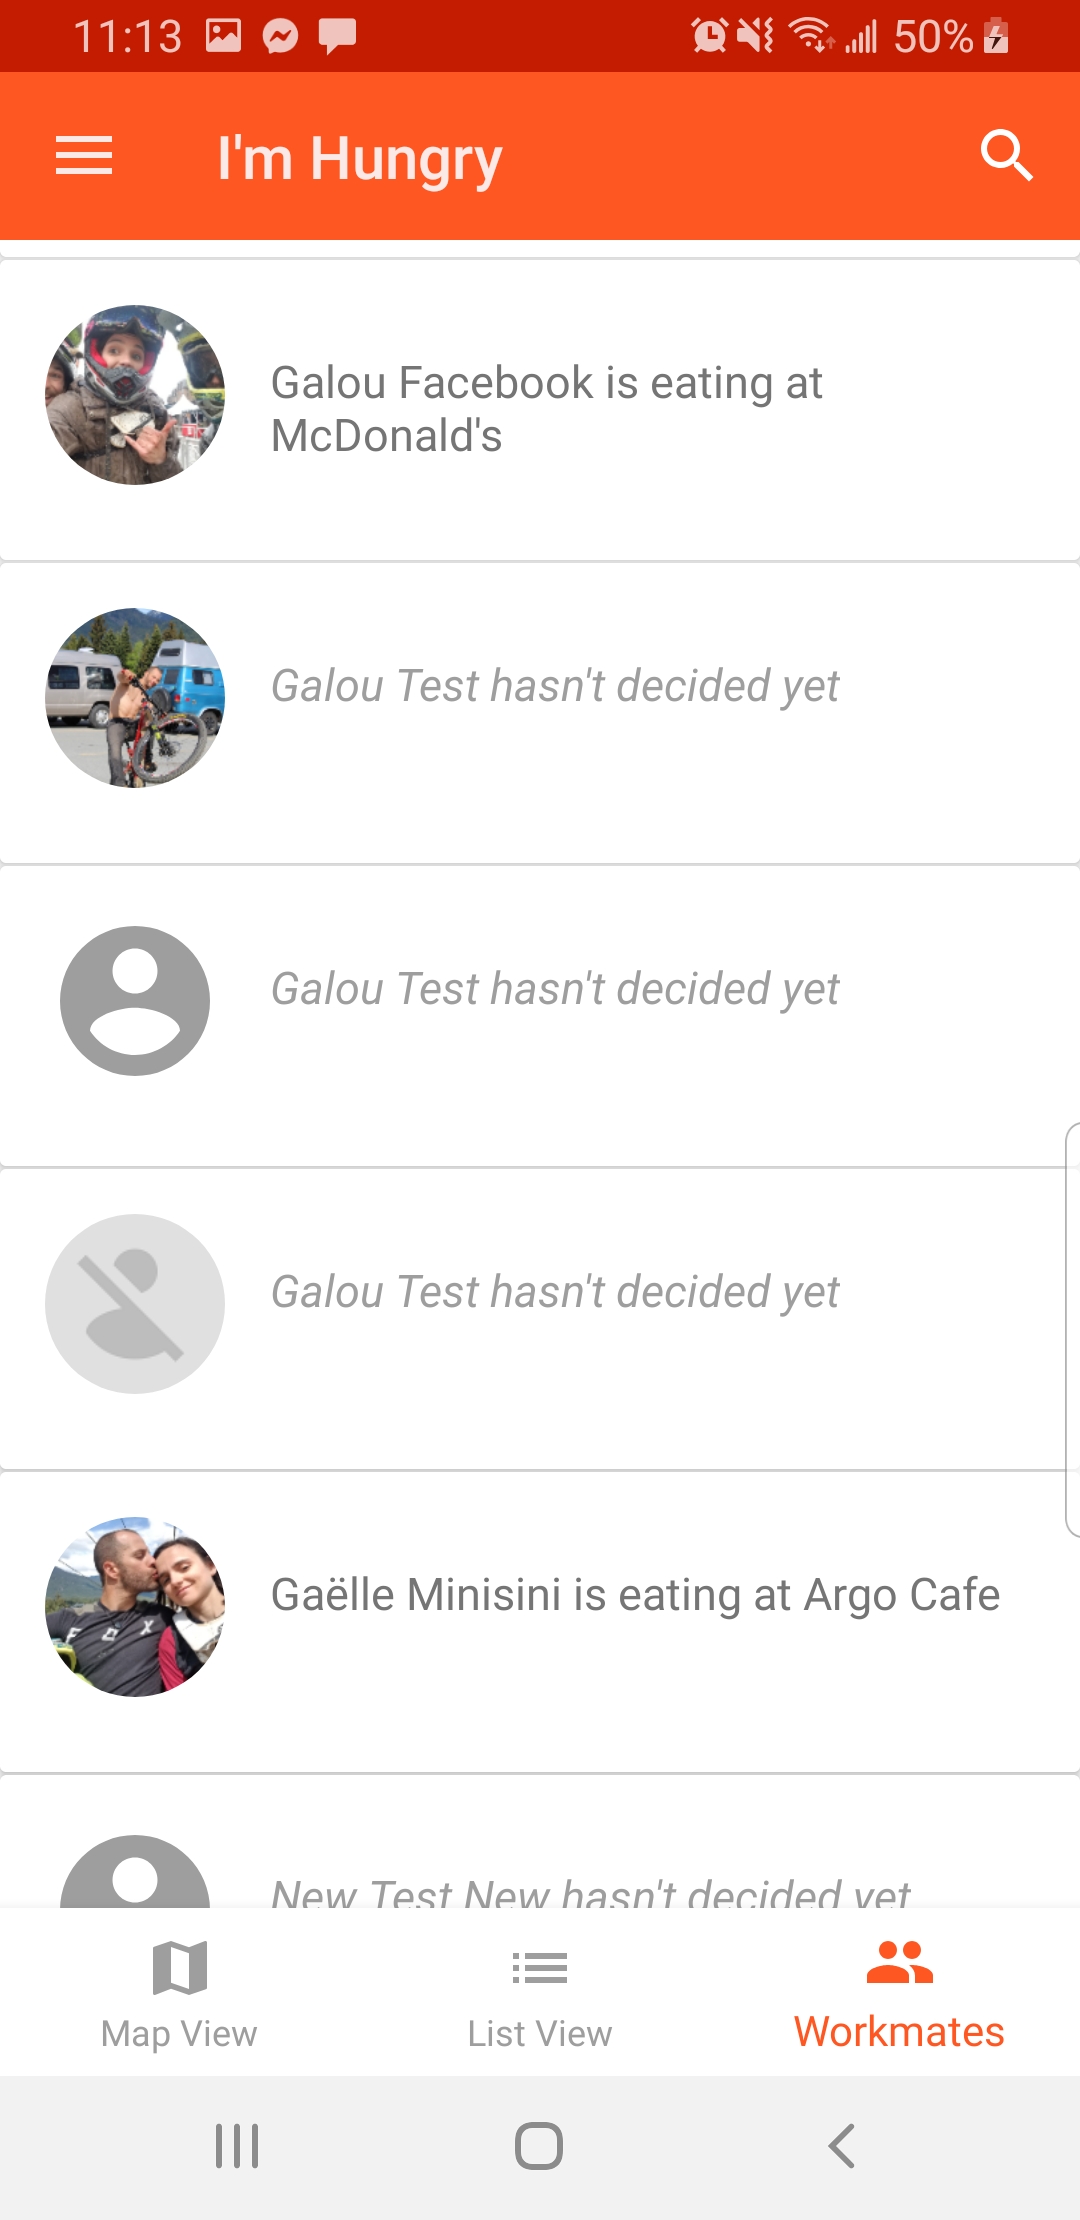 11:13
50%
I'm Hungry
Galou Facebook is eating at
McDonald's
Galou Test hasn't decided yet
Galou Test hasn't decided yet
Galou Test hasn't decided yet
Gaëlle Minisini is eating at Argo Cafe
FOX
New Test New hasn't decided yet
Map View
List View
Workmates